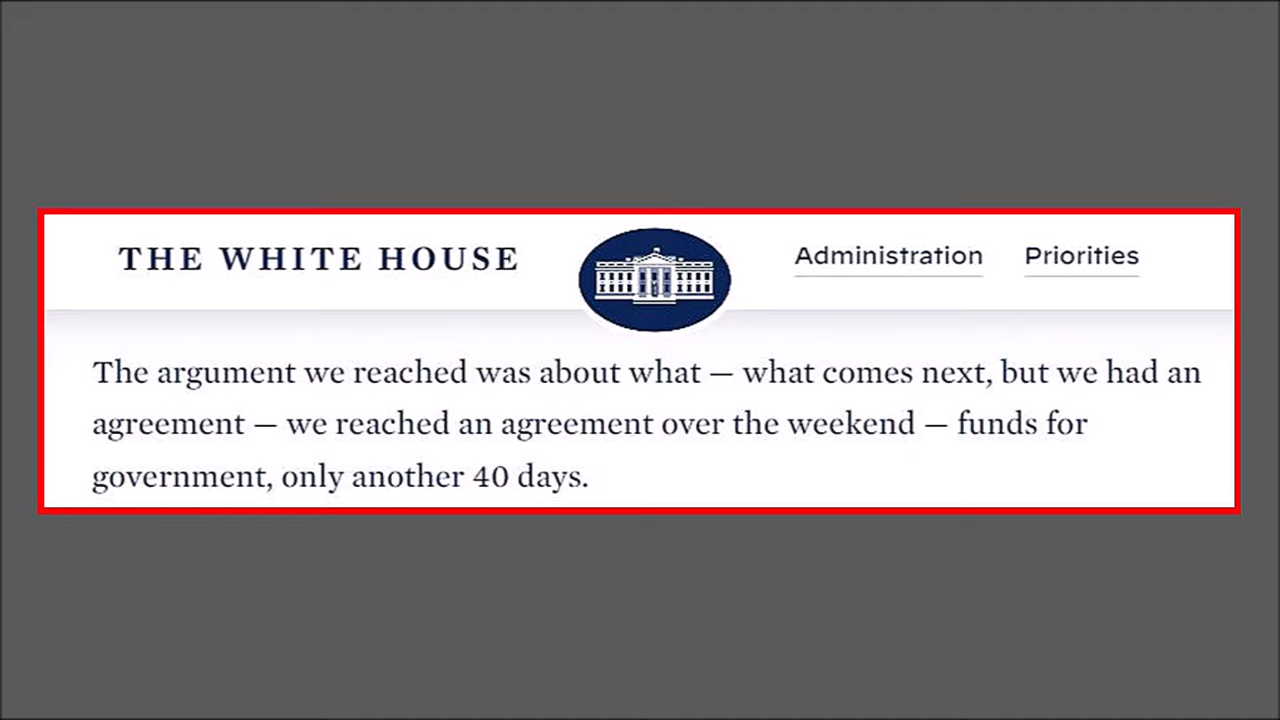 THE WHITE HOUSE
Administration Priorities
The argument we reached was about what — what comes next, but we had an
agreement — we reached an agreement over the weekend — funds for
government, only another 40 days.